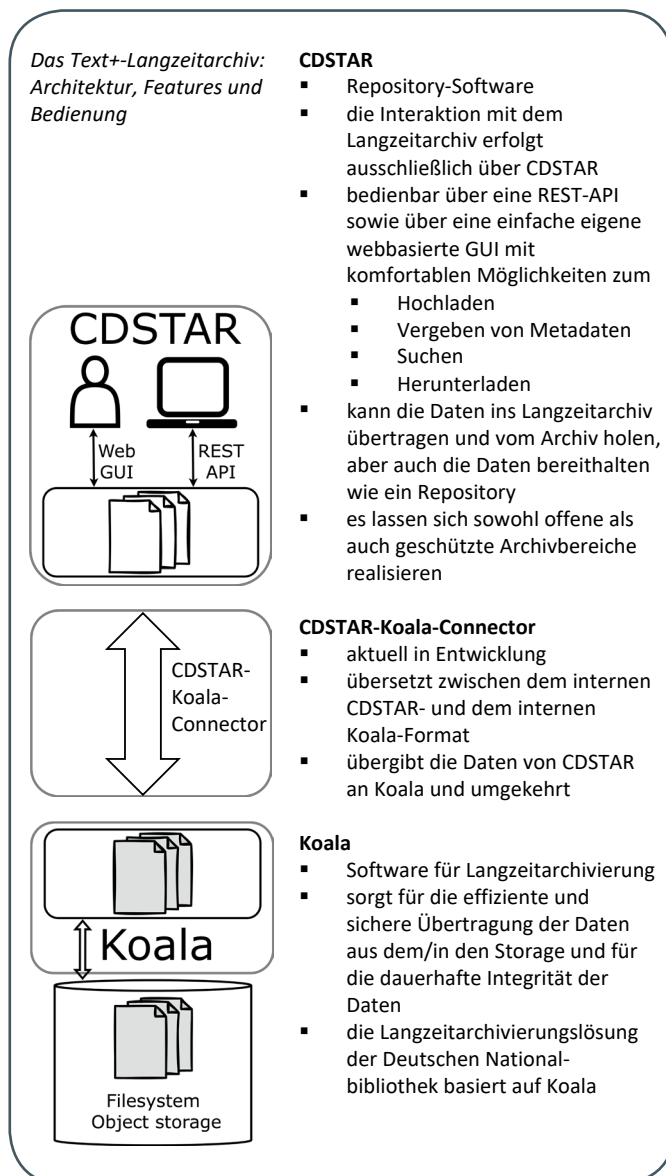 Das Text+-Langzeitarchiv:
Architektur, Features und
Bedienung
CDSTAR
▪ Repository-Software
▪ die Interaktion mit dem
Langzeitarchiv erfolgt
ausschließlich über CDSTAR
▪ bedienbar über eine REST-API
sowie über eine einfache eigene
webbasierte GUI mit
komfortablen Möglichkeiten zum
▪ Hochladen
▪ Vergeben von Metadaten
▪ Suchen
▪ Herunterladen
▪ kann die Daten ins Langzeitarchiv
übertragen und vom Archiv holen,
aber auch die Daten bereithalten
wie ein Repository
▪ es lassen sich sowohl offene als
auch geschützte Archivbereiche
realisieren
CDSTAR
Web
GUI
REST
API
CDSTAR-Koala-Connector
▪ aktuell in Entwicklung
▪ übersetzt zwischen dem internen
CDSTAR- und dem internen
Koala-Format
▪ übergibt die Daten von CDSTAR
an Koala und umgekehrt
CDSTAR-
Koala-
Connector
Koala
▪ Software für Langzeitarchivierung
▪ sorgt für die effiziente und
sichere Übertragung der Daten
aus dem/in den Storage und für
die dauerhafte Integrität der
Daten
▪ die Langzeitarchivierungslösung
der Deutschen National-
bibliothek basiert auf Koala
Koala
Filesystem
Object storage